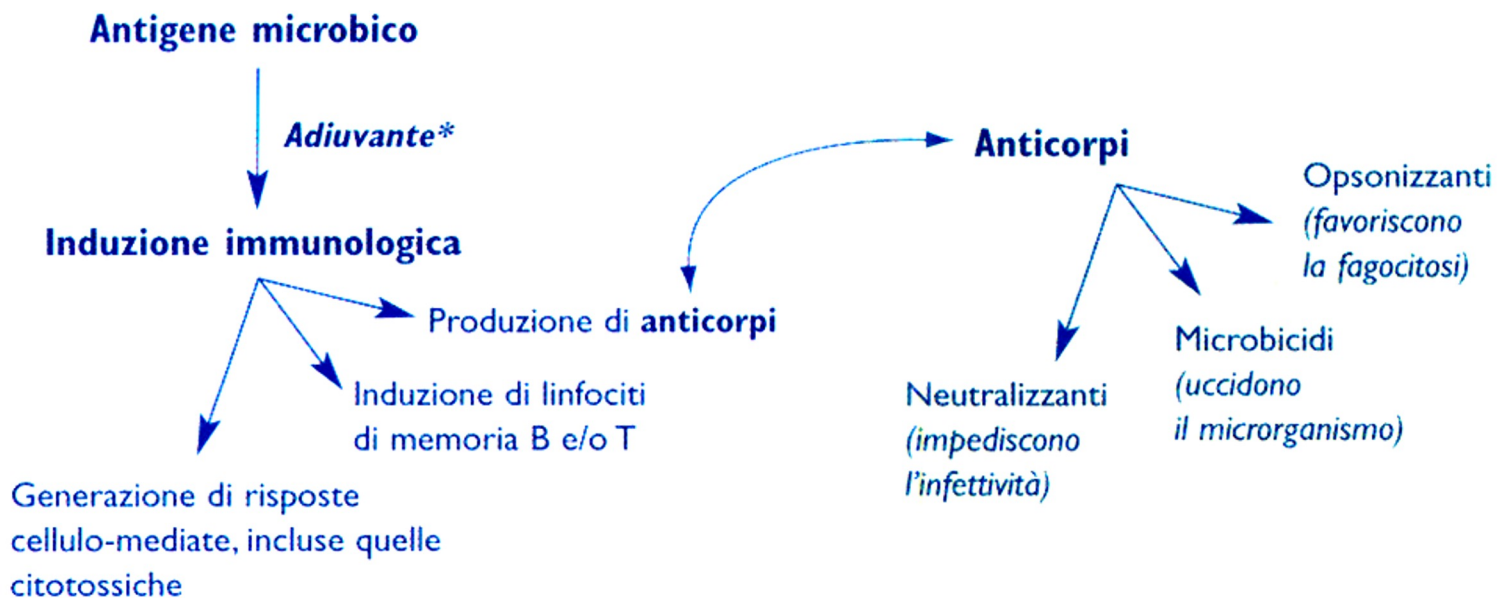 Antigene microbico
Adiuvante*
Induzione immunologica
Produzione di anticorpi
Induzione di linfociti
di memoria B e/o T
Generazione di risposte
cellulo-mediate, incluse quelle
citotossiche
Anticorpi
Opsonizzanti
(favoriscono
la fagocitosi)
Microbicidi
(uccidono
il microrganismo)
Neutralizzanti
(impediscono
l'infettività)